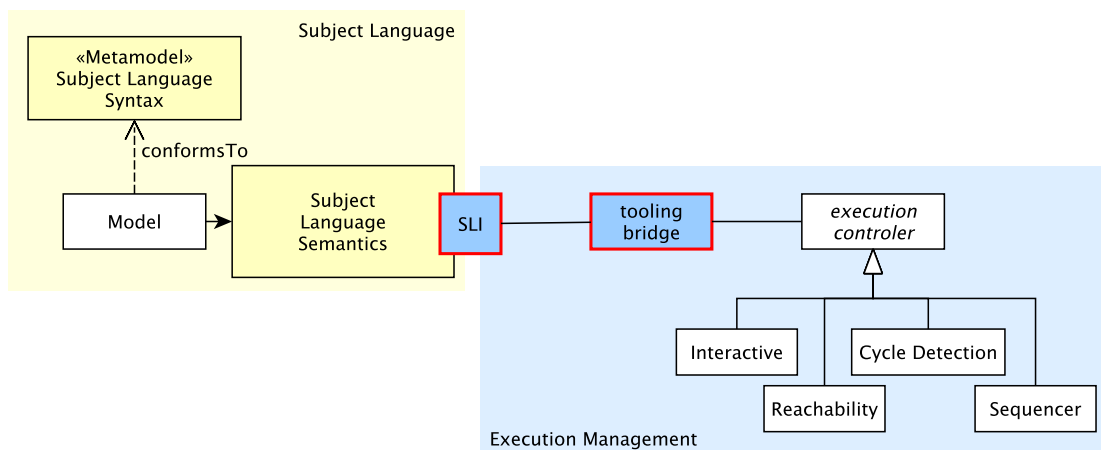 Subject Language
«Metamodel»
Subject Language
Syntax
conformsTo
Model
Subject
Language
Semantics
SLI
tooling
bridge
execution
controler
Interactive
Cycle Detection
Reachability
Sequencer
Execution Management